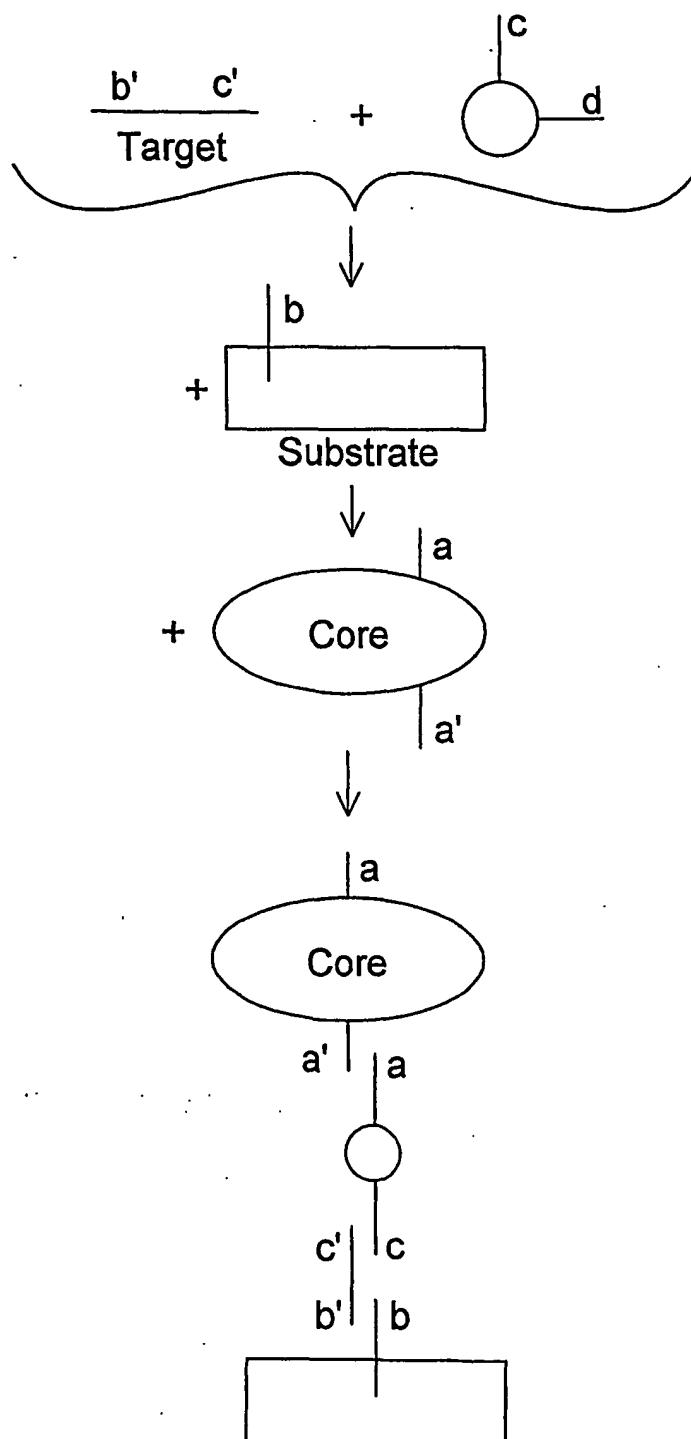 c
b' c' + d
Target
b
+
Substrate
a
+ Core
a'
a
Core
a' a
c' c
b' b